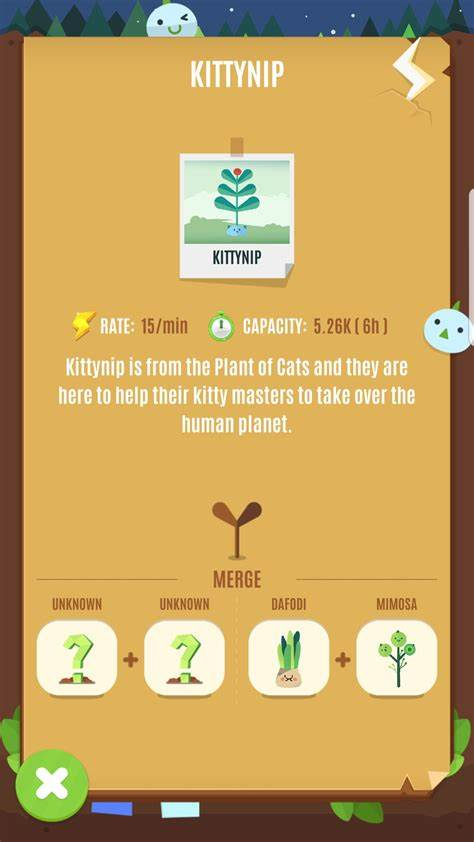 KITTYNIP
KITTYNIP
RATE: 15/min CAPACITY: 5.26K ( 6h )
Kittynip is from the Plant of Cats and they are
here to help their kitty masters to take over the
human planet.
MERGE
UNKNOWN UNKNOWN DAFODI MIMOSA
+ +